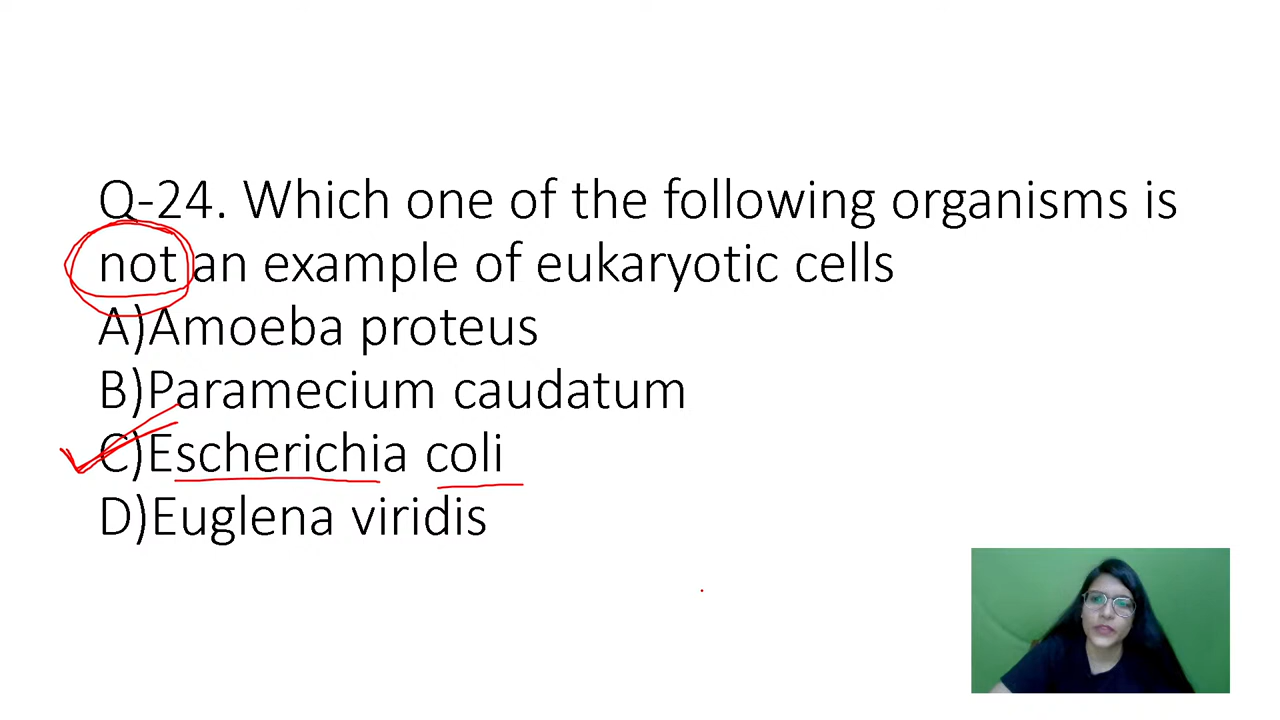 Q-24. Which one of the following organisms is
not an example of eukaryotic cells
A)Amoeba proteus
B)Paramecium caudatum
C)Escherichia coli
D)Euglena viridis